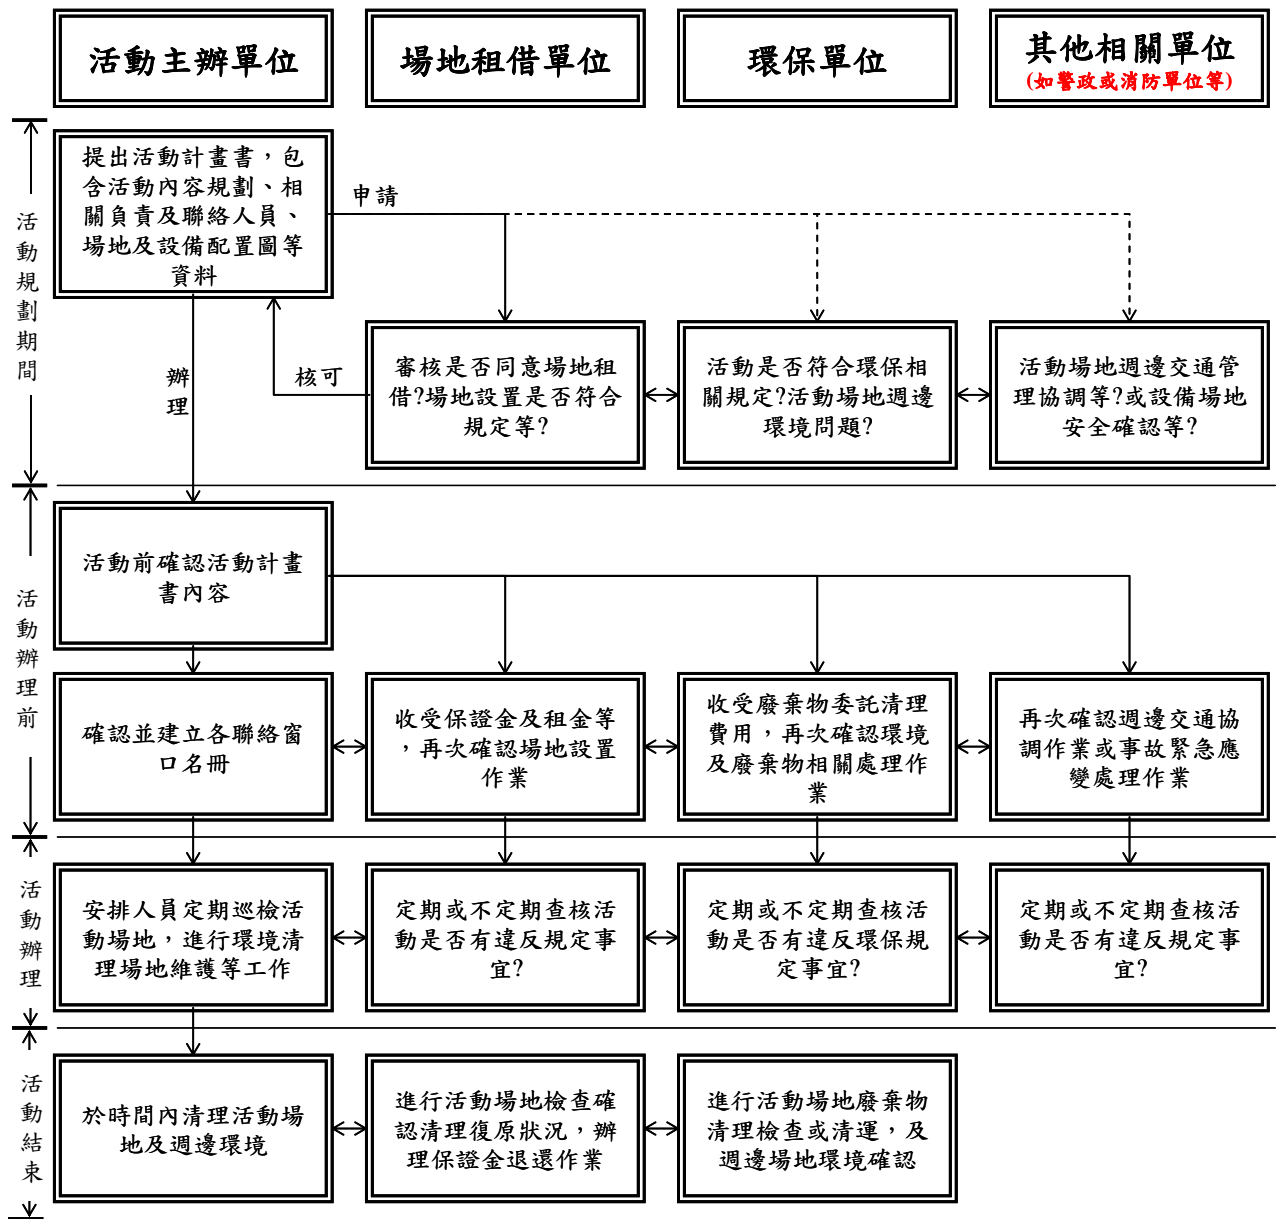 活動主辦單位
場地租借單位
環保單位
其他相關單位
(如警政或消防單位等)
活動規劃期間
提出活動計畫書，包
含活動內容規劃、相
關負責及聯絡人員、
場地及設備配置圖等
資料
申請
辦理
核可
審核是否同意場地租
借?場地設置是否符合
規定等?
活動是否符合環保相
關規定?活動場地週邊
環境問題?
活動場地週邊交通管
理協調等?或設備場地
安全確認等?
活動辦理前
活動前確認活動計畫
書內容
確認並建立各聯絡窗
口名冊
收受保證金及租金等
，再次確認場地設置
作業
收受廢棄物委託清理
費用，再次確認環境
及廢棄物相關處理作
業
再次確認週邊交通協
調作業或事故緊急應
變處理作業
活動辦理
安排人員定期巡檢活
動場地，進行環境清
理場地維護等工作
定期或不定期查核活
動是否有違反規定事
宜?
定期或不定期查核活
動是否有違反環保規
定事宜?
定期或不定期查核活
動是否有違反規定事
宜?
活動結束
於時間內清理活動場
地及週邊環境
進行活動場地檢查確
認清理復原狀況，辦
理保證金退還作業
進行活動場地廢棄物
清理檢查或清運，及
週邊場地環境確認